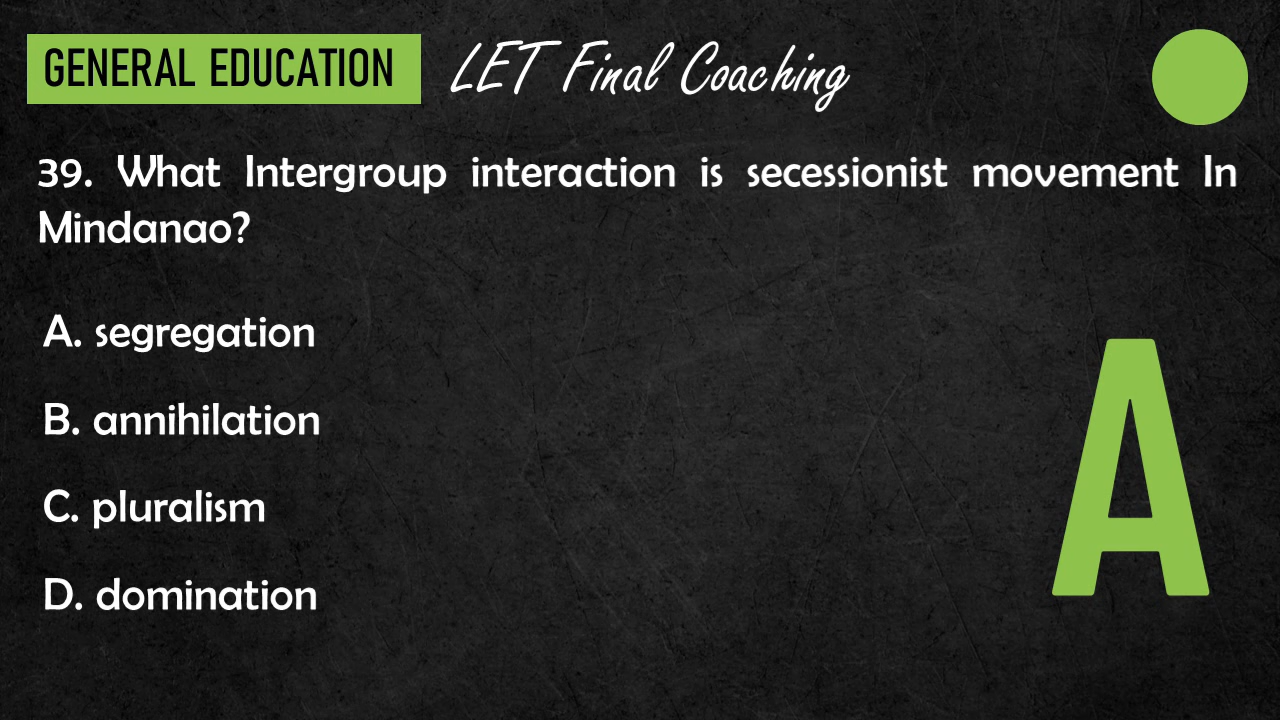 GENERAL EDUCATION LET Final Coaching
39. What Intergroup interaction is secessionist movement In
Mindanao?
A. segregation
B. annihilation
C. pluralism
D. domination
A